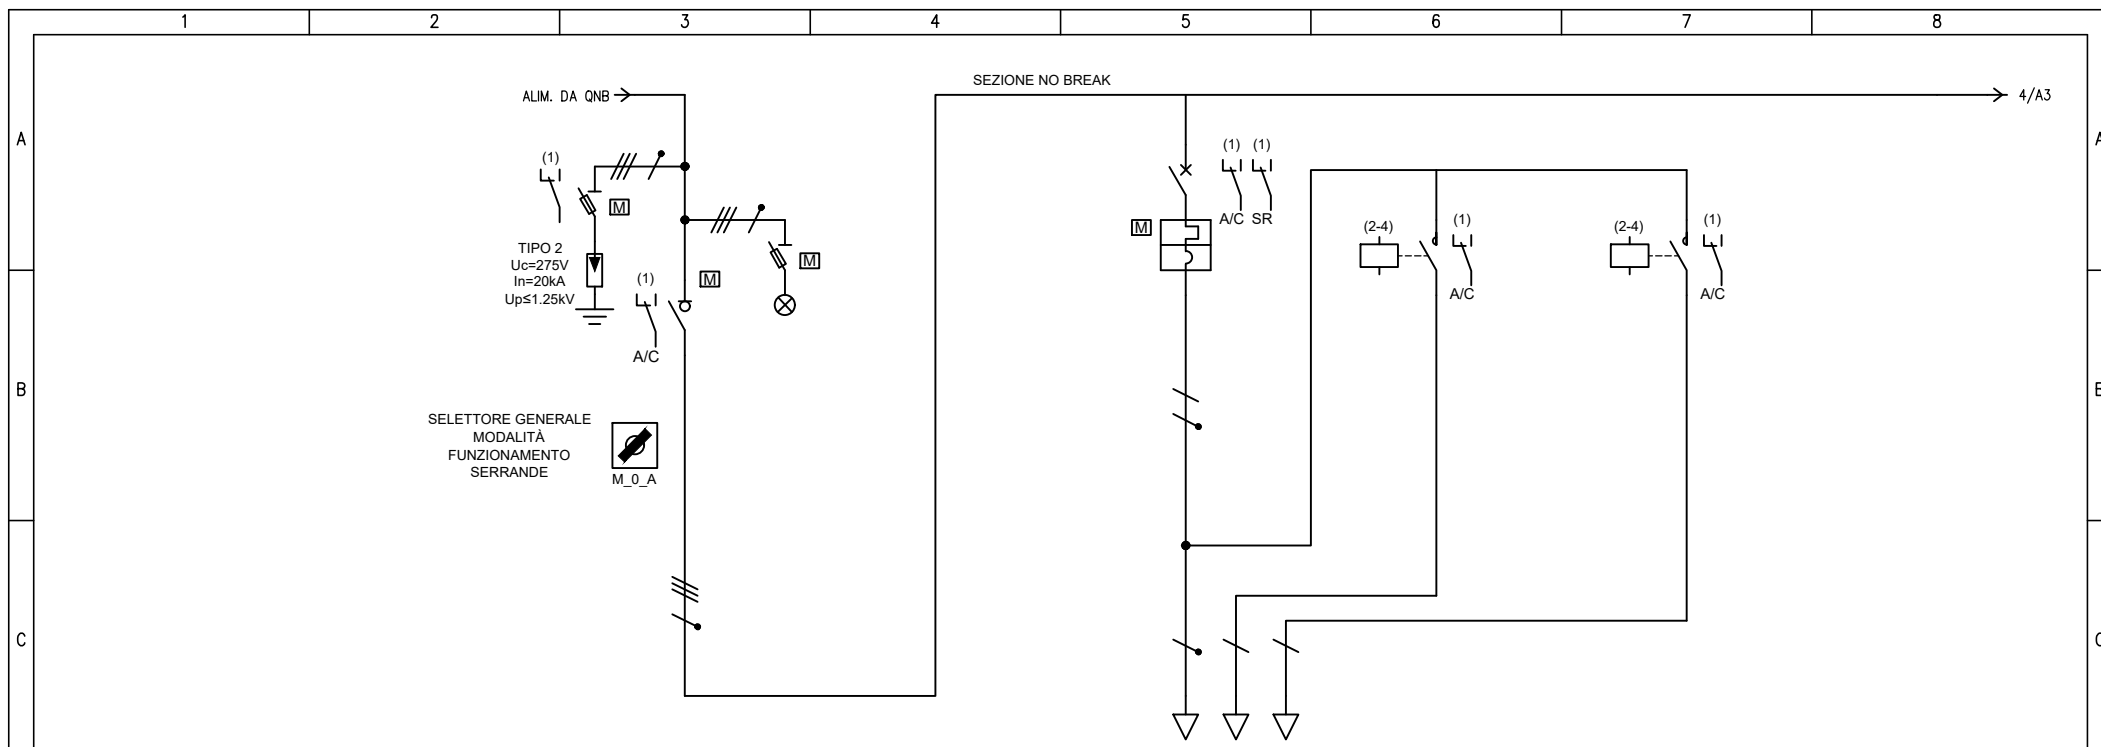 1 2 3 4 5 6 7 8
SEZIONE NO BREAK
ALIM. DA QNB
4/A3
A
A
(1)
(1) (1)
M
A/C SR
M
(2-4)
(1)
(2-4)
(1)
TIPO 2
Uc=275V
In=20kA
Up≤1.25kV
M
(1)
M
A/C
A/C
A/C
B
B
SELETTORE GENERALE
MODALITÀ
FUNZIONAMENTO
SERRANDE
M_0_A
C
C